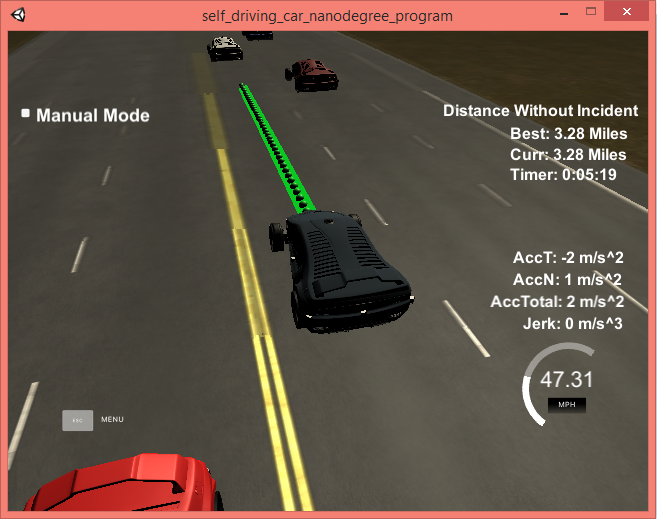 self_driving_car_nanodegree_program
Manual Mode
Distance Without Incident
Best: 3.28 Miles
Curr: 3.28 Miles
Timer: 0:05:19
AccT: -2 m/s^2
AccN: 1 m/s^2
AccTotal: 2 m/s^2
Jerk: 0 m/s^3
47.31
MPH
ESC MENU